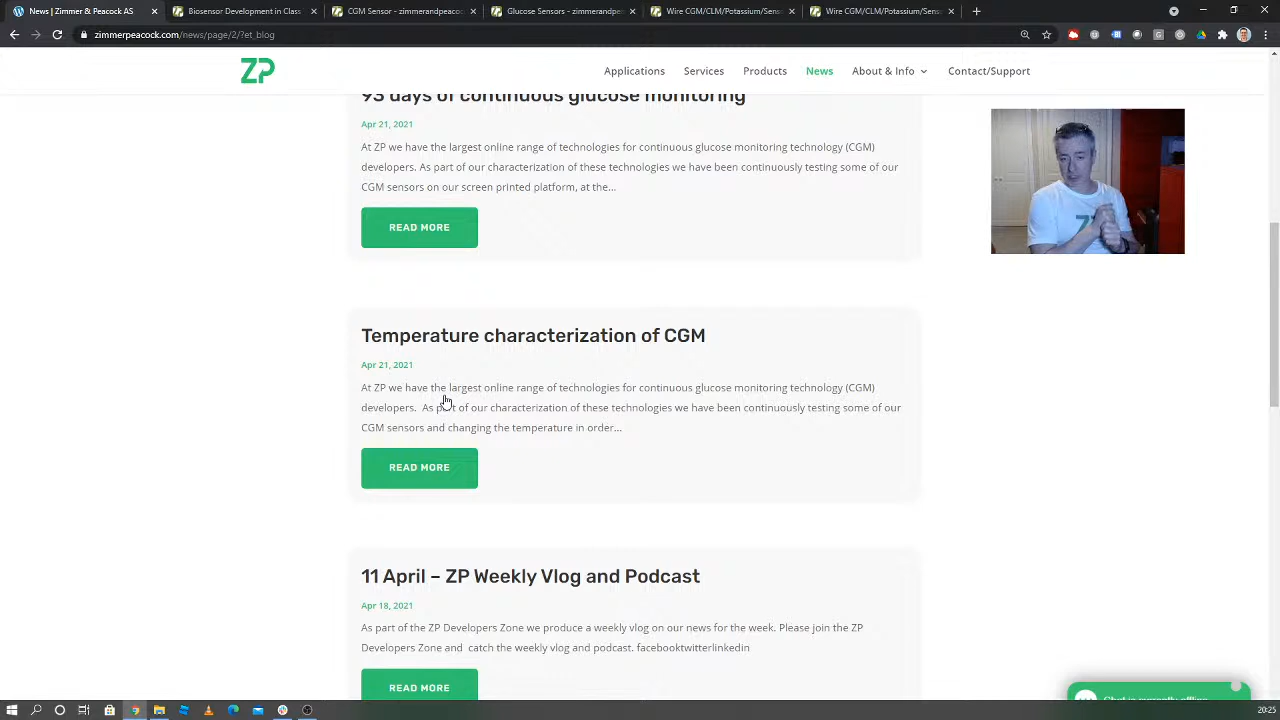 News | Zimmer & Peacock AS
Biosensor Development in Class
CGM Sensor - zimmerandpeacoc
Glucose Sensors - zimmerandpe
Wire CGM/CLM/Potassium/Sens
Wire CGM/CLM/Potassium/Sens
zimmerpeacock.com/news/page/2/?et_blog
ZP
Applications
Services
Products
News
About & Info
Contact/Support
93 days of continuous glucose monitoring
Apr 21, 2021
At ZP we have the largest online range of technologies for continuous glucose monitoring technology (CGM)
developers. As part of our characterization of these technologies we have been continuously testing some of our
CGM sensors on our screen printed platform, at the...
READ MORE
Temperature characterization of CGM
Apr 21, 2021
At ZP we have the largest online range of technologies for continuous glucose monitoring technology (CGM)
developers.  As part of our characterization of these technologies we have been continuously testing some of our
CGM sensors and changing the temperature in order...
READ MORE
11 April – ZP Weekly Vlog and Podcast
Apr 18, 2021
As part of the ZP Developers Zone we produce a weekly vlog on our news for the week. Please join the ZP
Developers Zone and  catch the weekly vlog and podcast. facebooktwitterlinkedin
READ MORE
Chat is currently offline
20:25